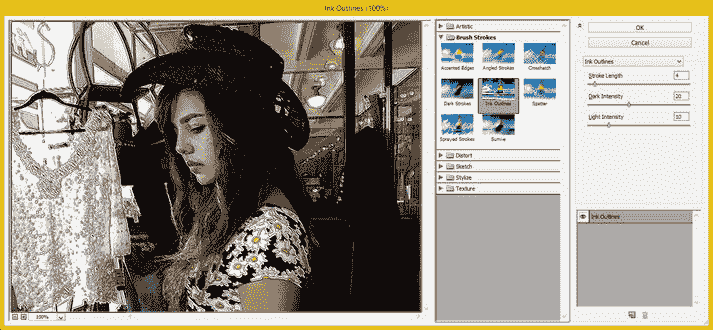 Ink Outlines (100%)
Artistic
Brush Strokes
Accented Edges
Angled Strokes
Crosshatch
Dark Strokes
Ink Outlines
Spatter
Sprayed Strokes
Sumi-e
Distort
Sketch
Stylize
Texture
100%
OK
Cancel
Ink Outlines
Stroke Length 4
Dark Intensity 20
Light Intensity 10
Ink Outlines